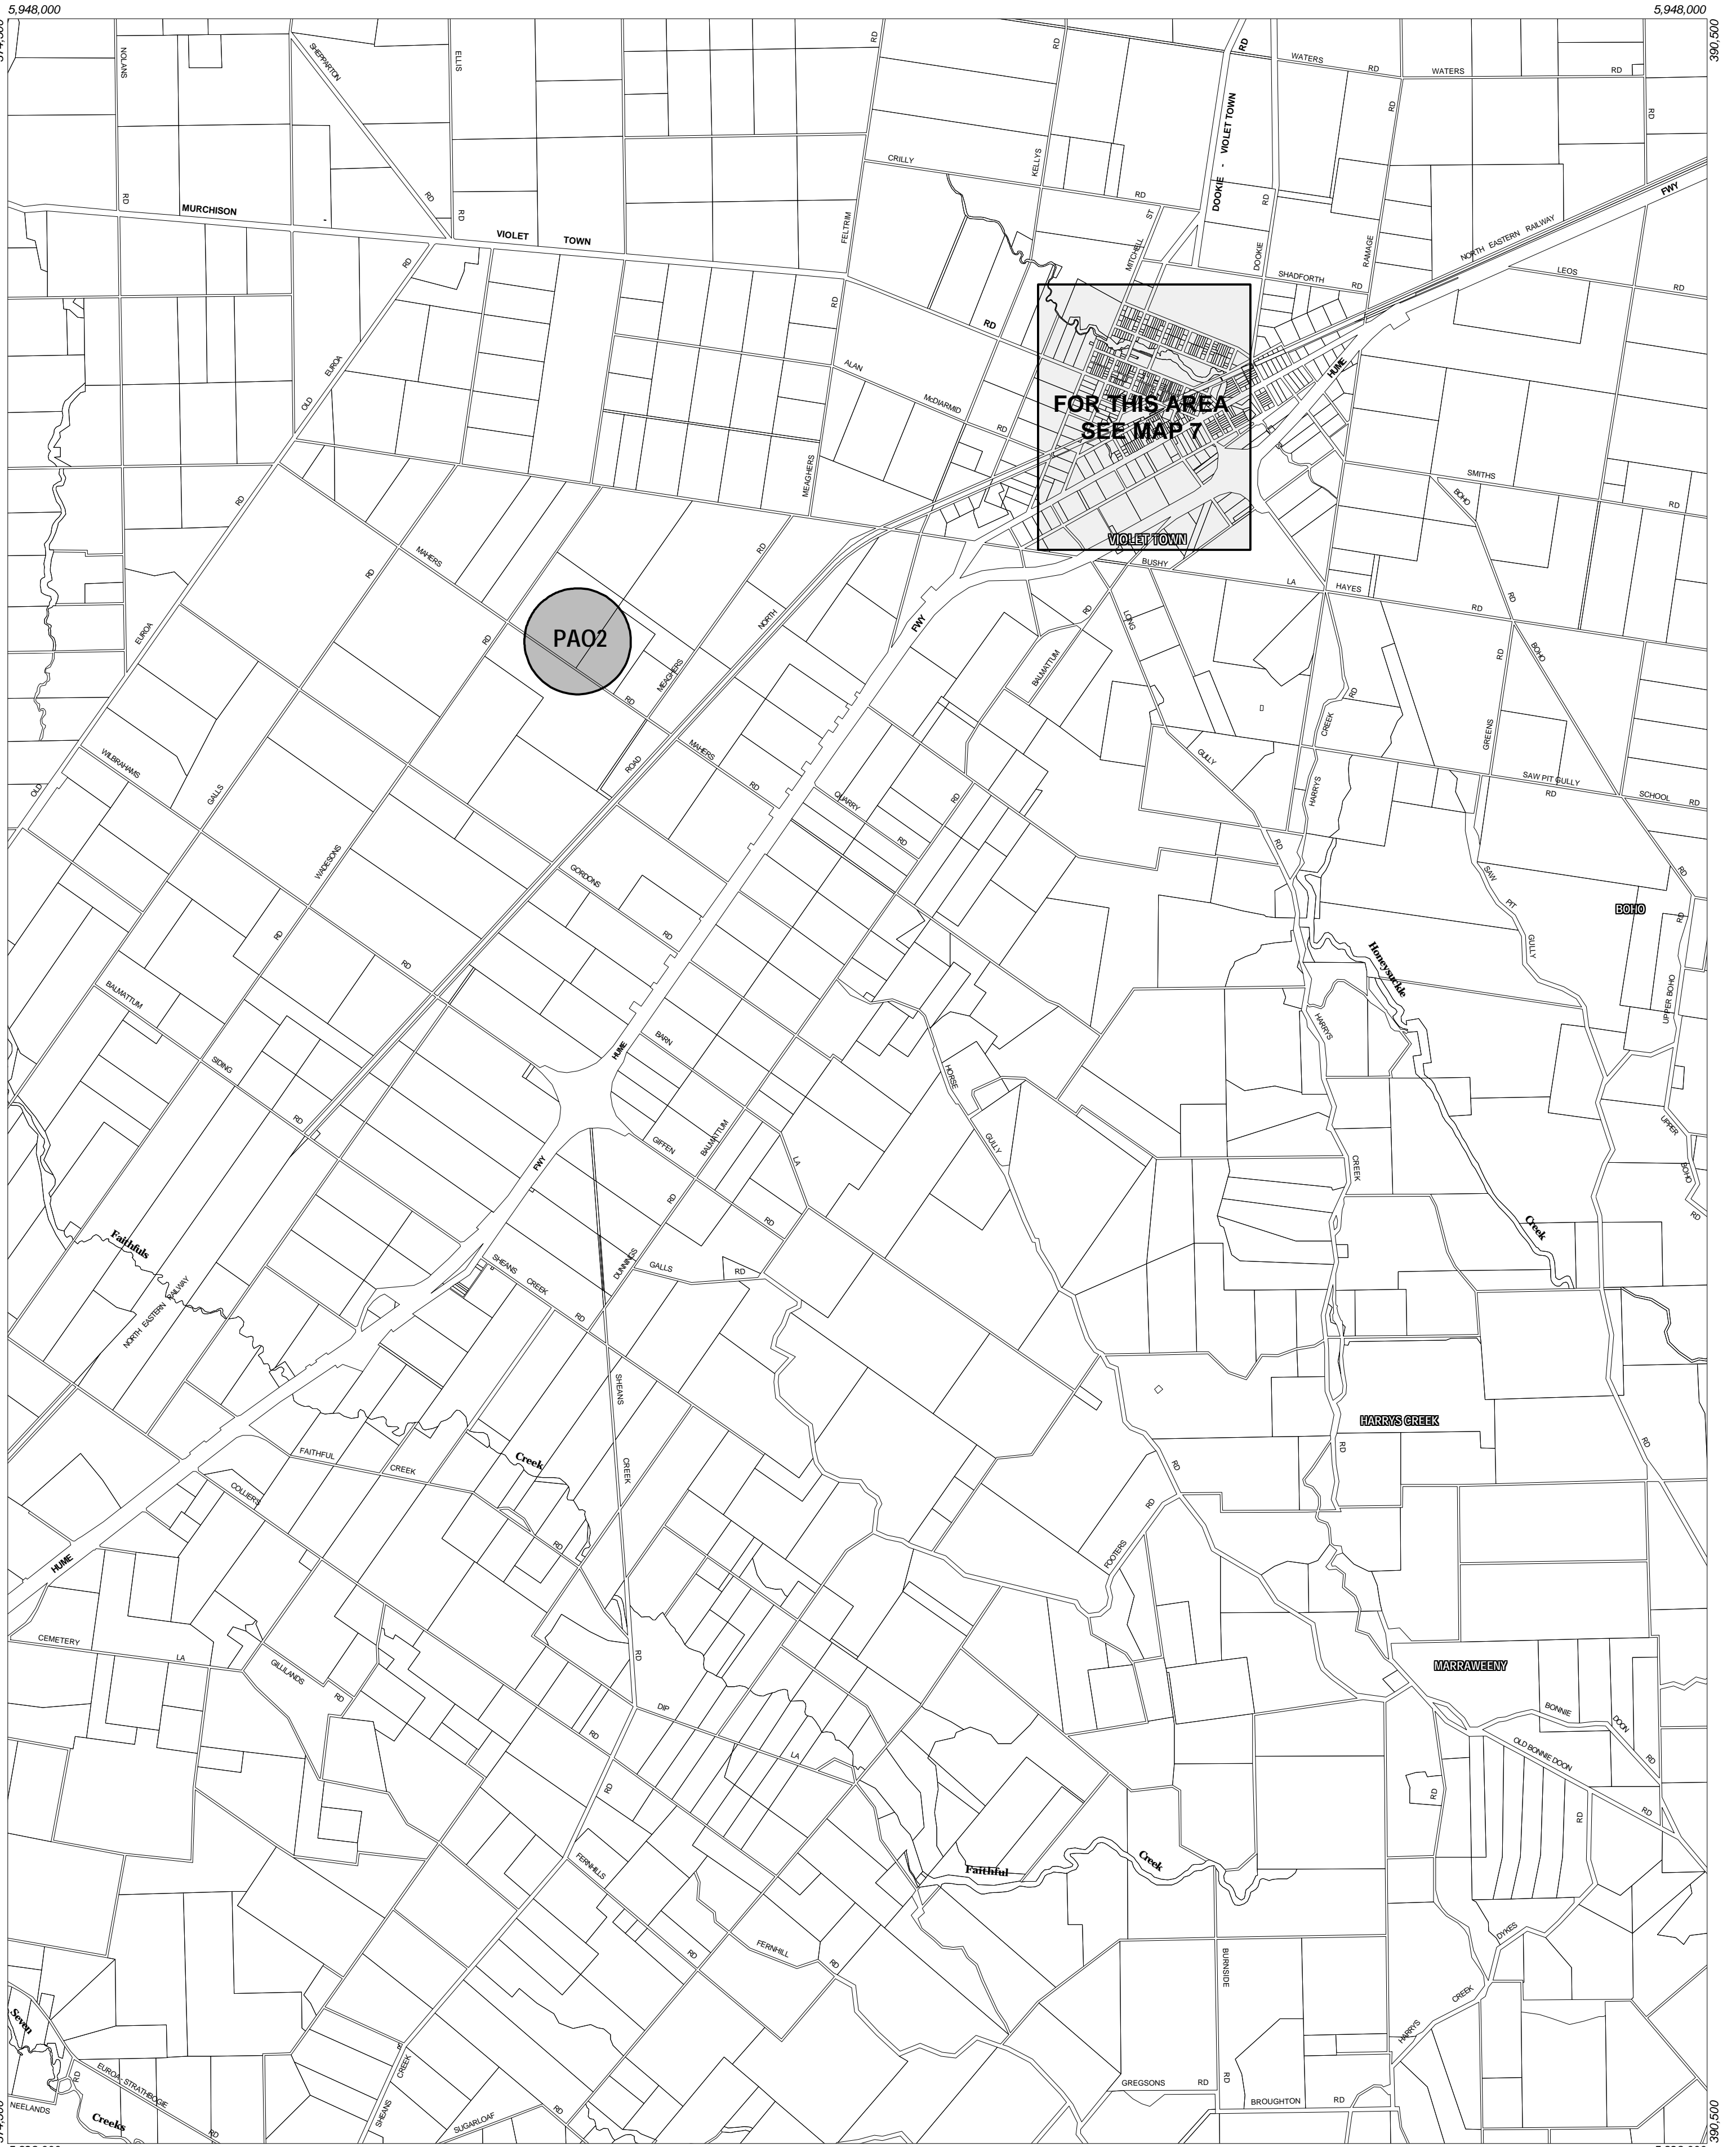 5,948,000
5,948,000
390,500
NOLANS
SHEPPARTON
ELLIS
RD
RD
RD
WATERS
RD
WATERS
RD
RD
RD
DOOKIE - VIOLET TOWN
CRILLY
KELLYS
RD
RD
RD
RD
RD
MURCHISON
VIOLET TOWN
FELTRIM
ST
MITCHELL
DOOKIE
RAMAGE
NORTH EASTERN RAILWAY
FWY
SHADFORTH
RD
LEOS
RD
RD
RD
RD
EUROA
OLD
ALAN
McDIARMID
RD
HUME
FOR THIS AREA
SEE MAP 7
MEAGHERS
RD
SMITHS
RD
BOHO
VIOLET TOWN
BUSHY
LA
HAYES
RD
RD
MAHERS
RD
RD
NORTH
FWY
LONG
RD
BALMATTUM
EUROA
RD
PAO2
MEAGHERS
RD
BOHO
RD
GREENS
RD
CREEK
GULLY
HARRYS
WILBRAHAMS
OLD
GALLS
ROAD
MAHERS
RD
QUARRY
RD
RD
SAW PIT GULLY
RD
SCHOOL
RD
WADESONS
GORDONS
RD
RD
SAW
PIT
GULLY
RD
BOHO
RD
RD
RD
Honeysuckle
BALMATTUM
SIDING
RD
HUME
BARN
HORSE
HARRYS
UPPER BOHO
GIFFEN
BALMATTUM
LA
GULLY
UPPER
BOHO
RD
FWY
RD
RD
CREEK
Creek
Faithfuls
NORTH EASTERN RAILWAY
SHEANS
CREEK
RD
DUNNINGS
GALLS
RD
SHEANS
HARRYS CREEK
RD
RD
FAITHFUL
CREEK
Creek
CREEK
RD
COLLIERS
RD
RD
FOOTERS
HUME
CEMETERY
LA
GILLILANDS
RD
RD
MARRAWEENY
DIP
LA
RD
BONNIE
DOON
RD
OLD BONNIE DOON
RD
RD
RD
RD
FERNHILLS
RD
Faithful
Creek
FERNHILL
RD
BURNSIDE
DYKES
CREEK
HARRYS
Seven
EUROA - STRATHBOGIE
RD
RD
NEELANDS
Creeks
CREEK
SHEANS
SUGARLOAF
RD
GREGSONS
RD
RD
BROUGHTON
RD
390,500